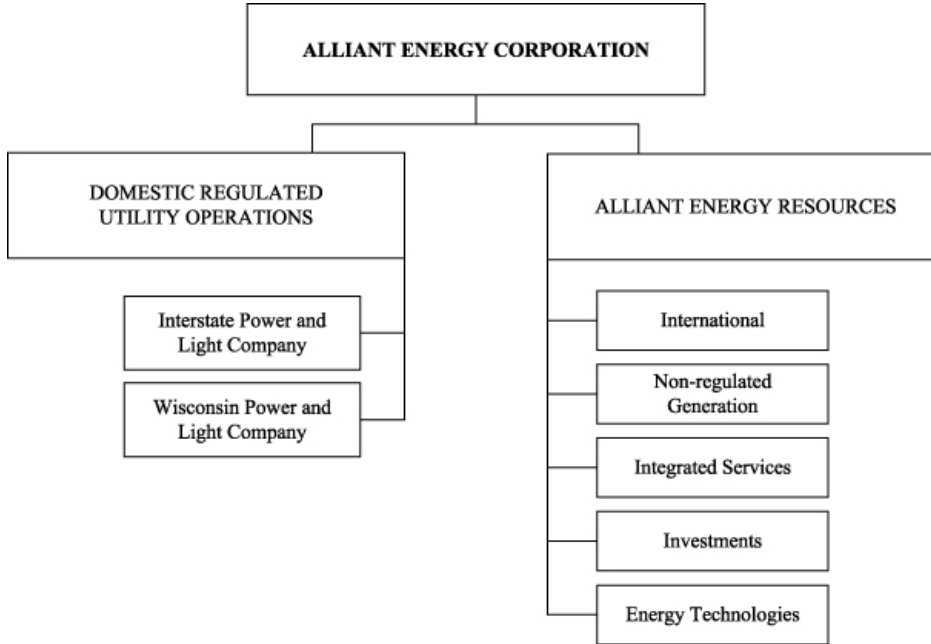 ALLIANT ENERGY CORPORATION
DOMESTIC REGULATED
UTILITY OPERATIONS
Interstate Power and
Light Company
Wisconsin Power and
Light Company
ALLIANT ENERGY RESOURCES
International
Non-regulated
Generation
Integrated Services
Investments
Energy Technologies